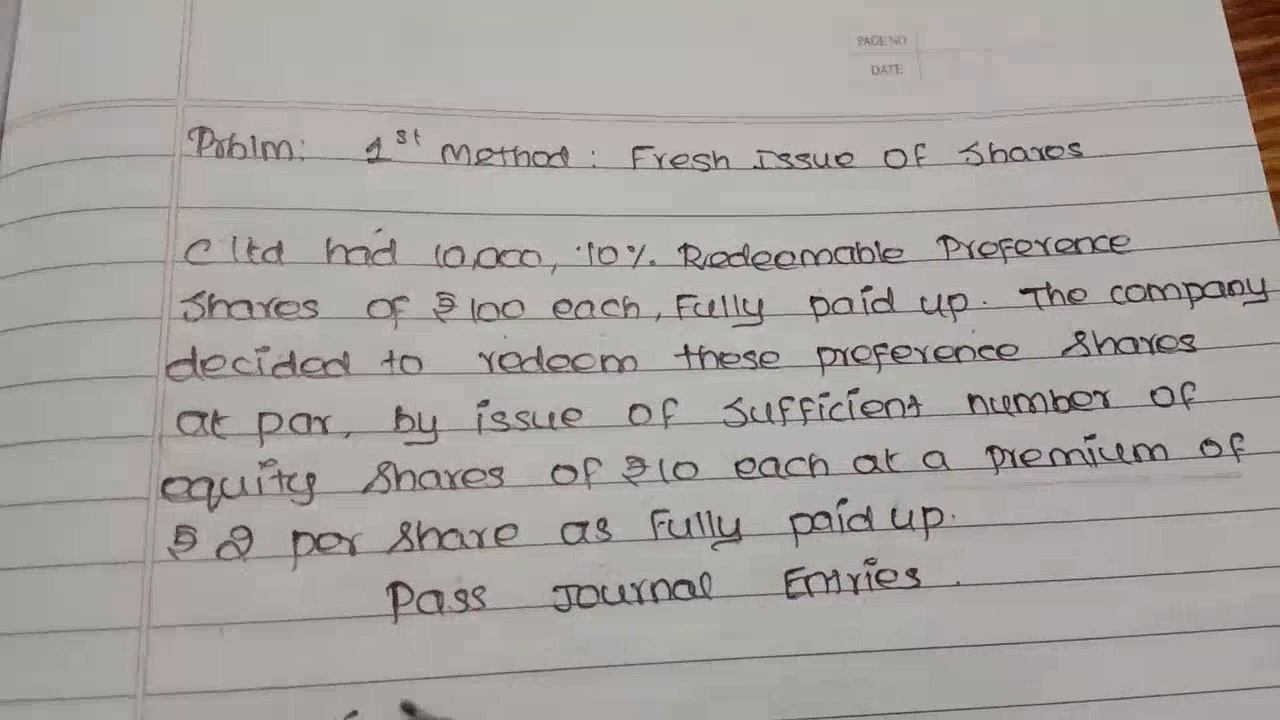 PAGE NO
DATE
Problm: 1st Method: Fresh Issue Of Shares
C ltd had 10,000, 10% Redeemable Preference
Shares of ₹100 each, Fully paid up. The company
decided to redeem these preference shares
at par, by issue of sufficient number of
equity shares of ₹10 each at a premium of
₹ 2 per share as Fully paid up.
Pass Journal Entries.